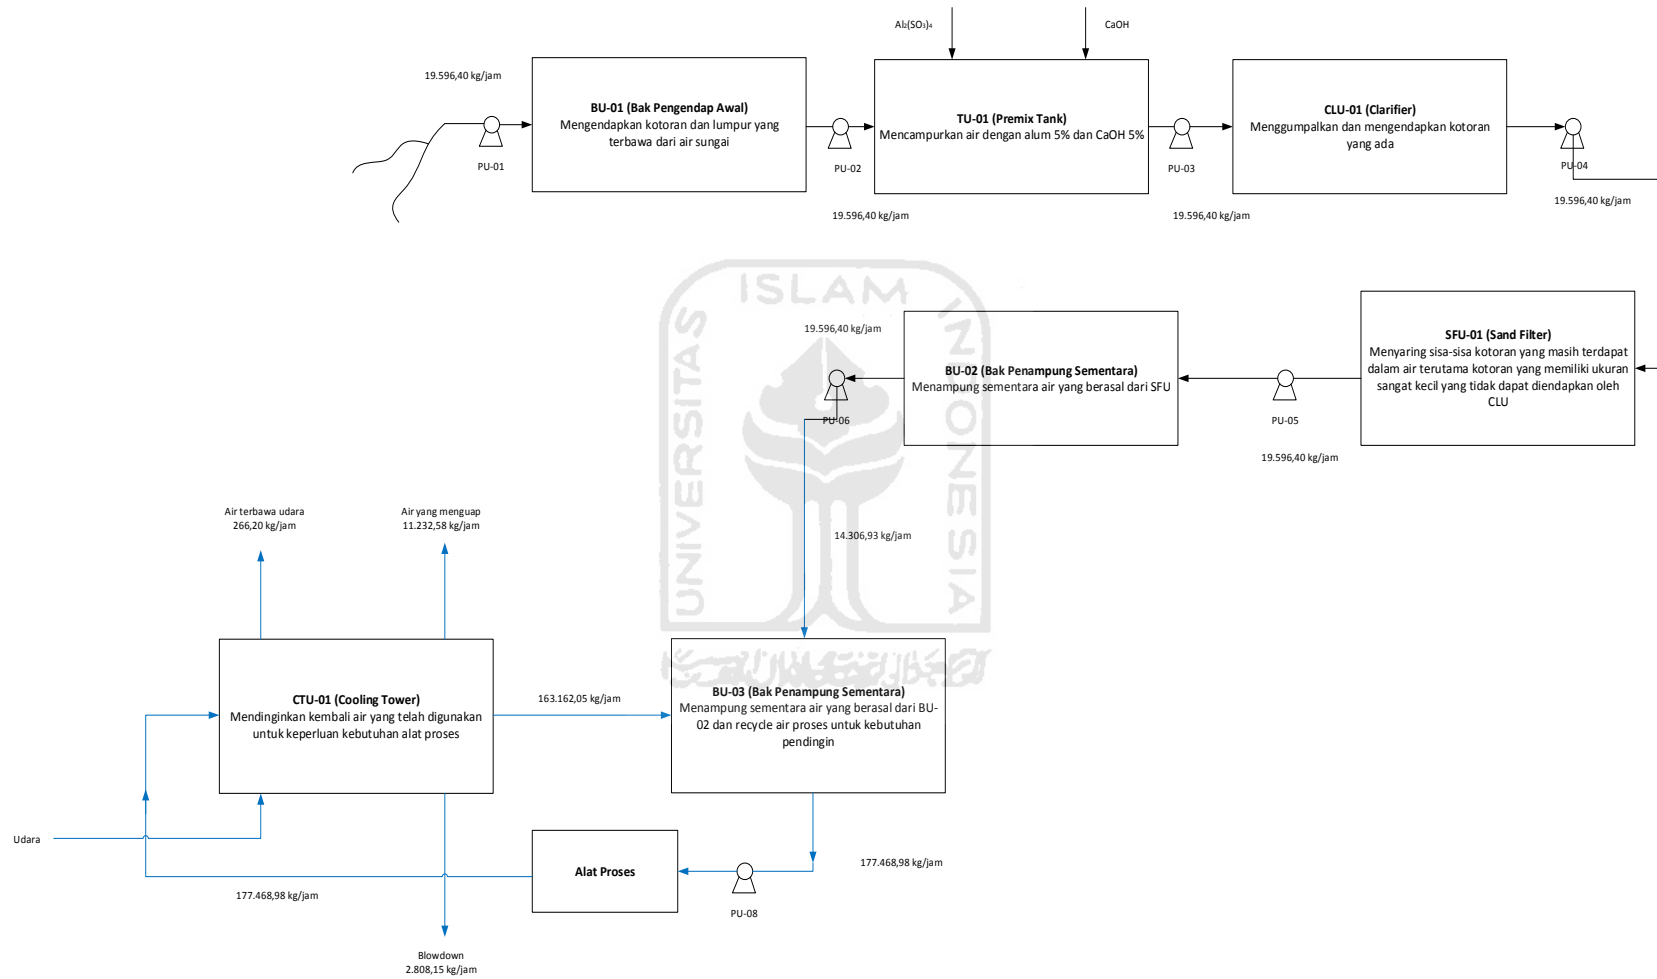 Al₂(SO₃)₄
CaOH
19.596,40 kg/jam
BU-01 (Bak Pengendap Awal)
Mengendapkan kotoran dan lumpur yang
terbawa dari air sungai
TU-01 (Premix Tank)
Mencampurkan air dengan alum 5% dan CaOH 5%
CLU-01 (Clarifier)
Menggumpalkan dan mengendapkan kotoran
yang ada
PU-01
PU-02
PU-03
PU-04
19.596,40 kg/jam
19.596,40 kg/jam
19.596,40 kg/jam
UNIVERSITAS
ISLAM
INDONESIA
19.596,40 kg/jam
BU-02 (Bak Penampung Sementara)
Menampung sementara air yang berasal dari SFU
SFU-01 (Sand Filter)
Menyaring sisa-sisa kotoran yang masih terdapat
dalam air terutama kotoran yang memiliki ukuran
sangat kecil yang tidak dapat diendapkan oleh
CLU
PU-06
PU-05
19.596,40 kg/jam
Air terbawa udara
266,20 kg/jam
Air yang menguap
11.232,58 kg/jam
14.306,93 kg/jam
CTU-01 (Cooling Tower)
Mendinginkan kembali air yang telah digunakan
untuk keperluan kebutuhan alat proses
163.162,05 kg/jam
BU-03 (Bak Penampung Sementara)
Menampung sementara air yang berasal dari BU-
02 dan recycle air proses untuk kebutuhan
pendingin
Udara
Alat Proses
177.468,98 kg/jam
177.468,98 kg/jam
PU-08
Blowdown
2.808,15 kg/jam